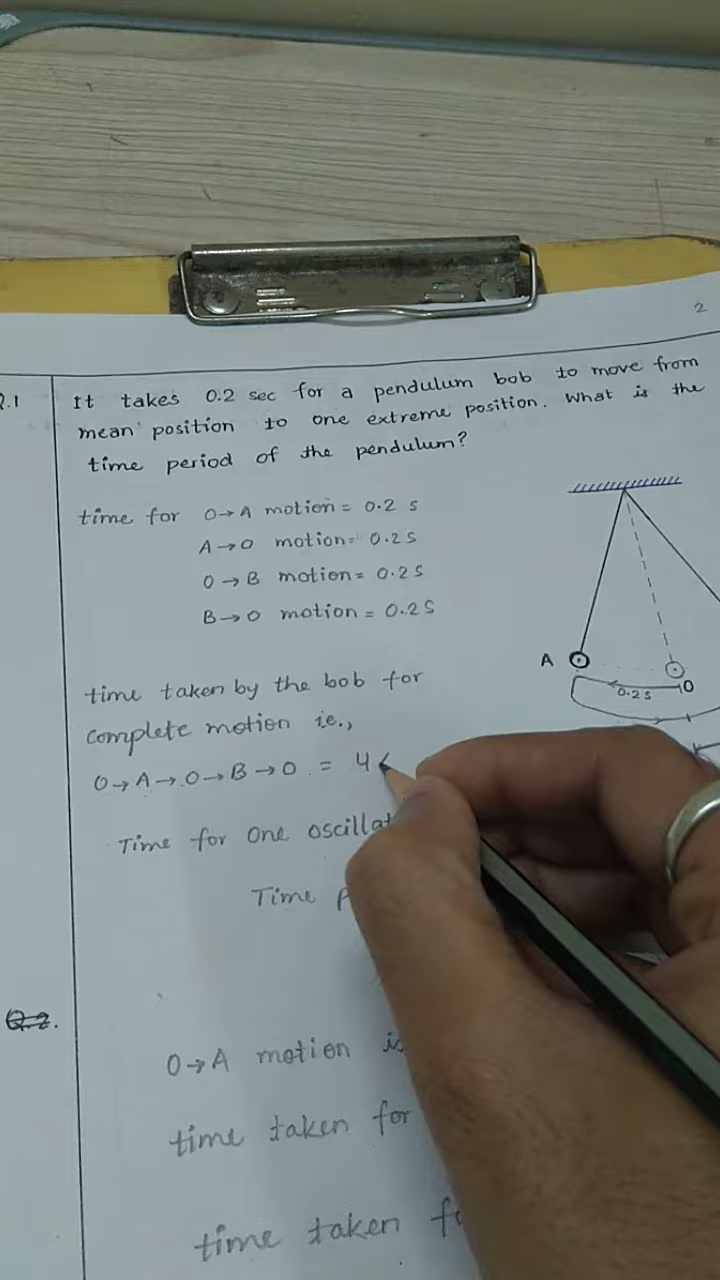 2
Q.1
It takes 0.2 sec for a pendulum bob to move from
mean position to one extreme position. What is the
time period of the pendulum?
time for O→A motion = 0.2 s
A→O motion = 0.2 s
O→B motion = 0.2 s
B→O motion = 0.2 s
A
O
0.2 s
time taken by the bob for
complete motion ie.,
O→A→O→B→O = 4
Time for one
Time
Q.2.
O→A motion is
time taken for
time taken